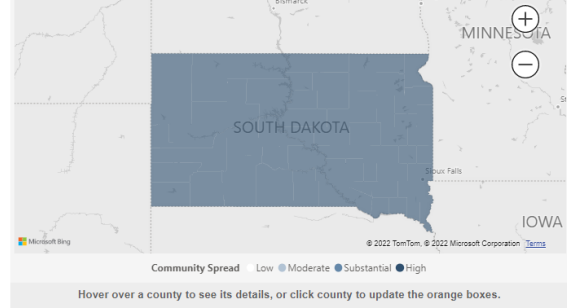 Bismarck
MINNESOTA
SOUTH DAKOTA
Sioux Falls
IOWA
Microsoft Bing
© 2022 TomTom, © 2022 Microsoft Corporation Terms
Community Spread Low Moderate Substantial High
Hover over a county to see its details, or click county to update the orange boxes.